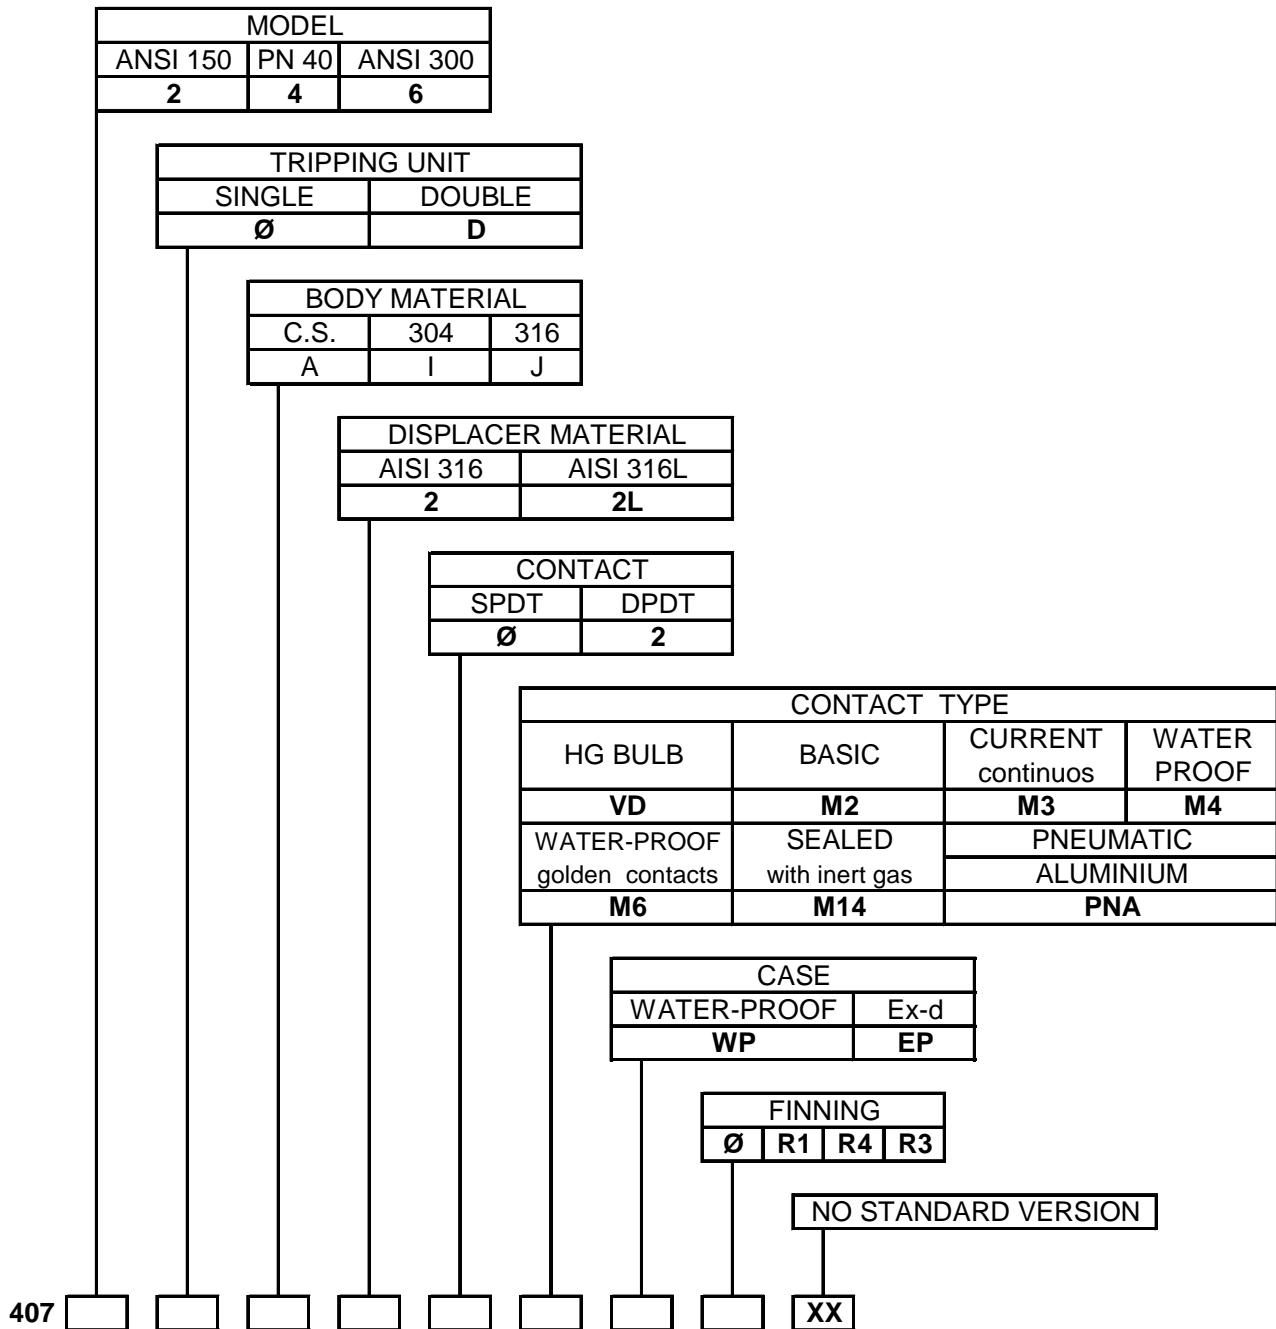 MODEL
ANSI 150 PN 40 ANSI 300
2 4 6
TRIPPING UNIT
SINGLE DOUBLE
Ø D
BODY MATERIAL
C.S. 304 316
A I J
DISPLACER MATERIAL
AISI 316 AISI 316L
2 2L
CONTACT
SPDT DPDT
Ø 2
CONTACT TYPE
HG BULB BASIC CURRENT continuos WATER PROOF
VD M2 M3 M4
WATER-PROOF golden contacts SEALED with inert gas PNEUMATIC ALUMINIUM
M6 M14 PNA
CASE
WATER-PROOF Ex-d
WP EP
FINNING
Ø R1 R4 R3
NO STANDARD VERSION
407 XX